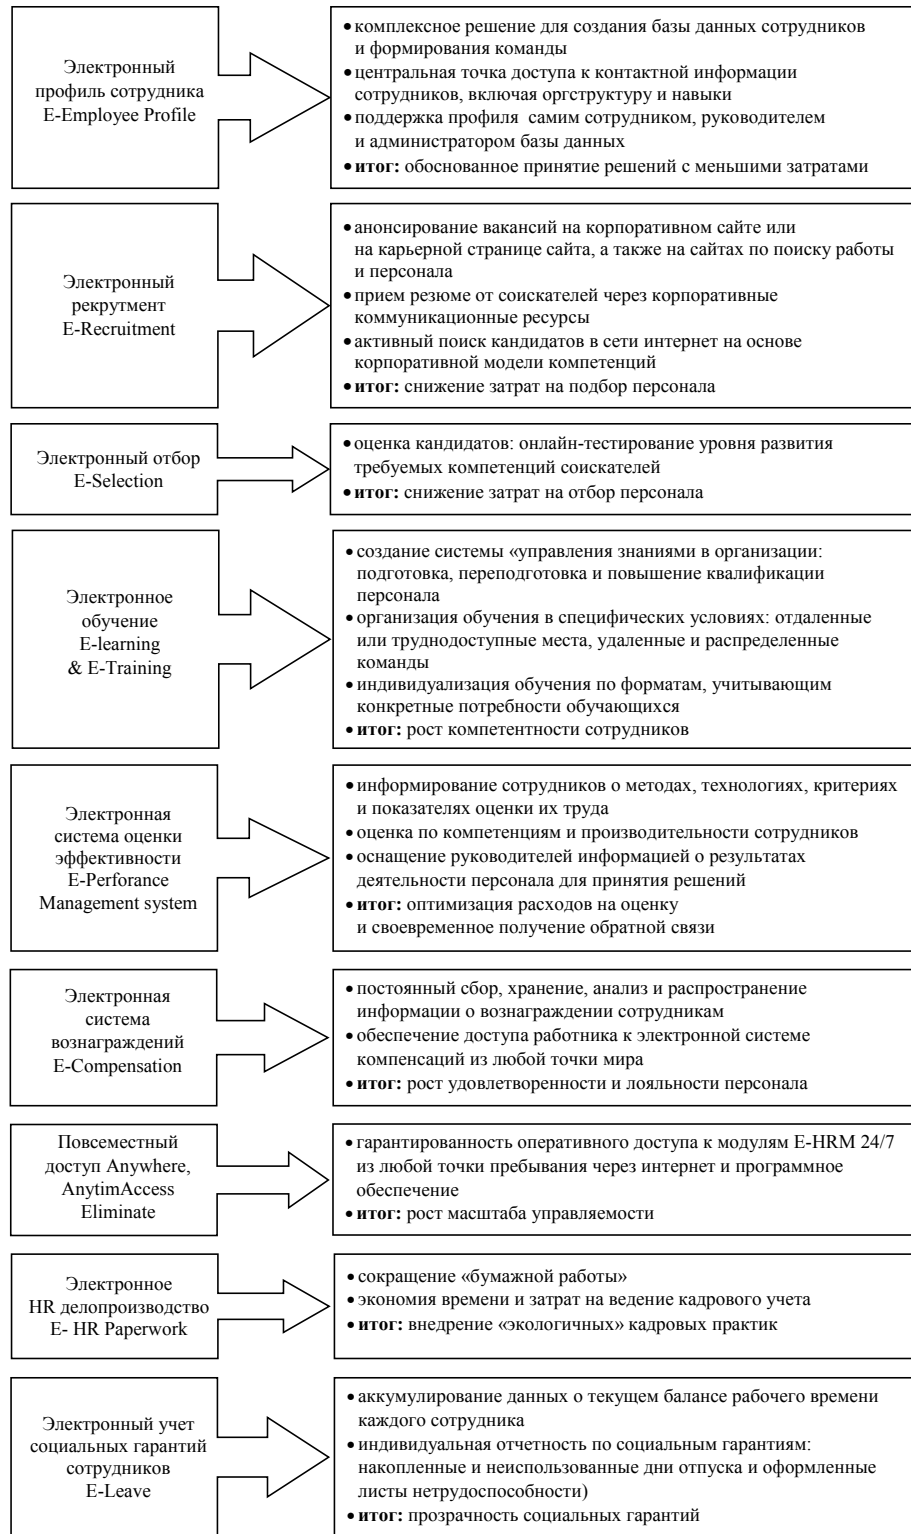 Электронный
профиль сотрудника
E-Employee Profile
• комплексное решение для создания базы данных сотрудников
и формирования команды
• центральная точка доступа к контактной информации
сотрудников, включая оргструктуру и навыки
• поддержка профиля самим сотрудником, руководителем
и администратором базы данных
• итог: обоснованное принятие решений с меньшими затратами
Электронный
рекрутмент
E-Recruitment
• анонсирование вакансий на корпоративном сайте или
на карьерной странице сайта, а также на сайтах по поиску работы
и персонала
• прием резюме от соискателей через корпоративные
коммуникационные ресурсы
• активный поиск кандидатов в сети интернет на основе
корпоративной модели компетенций
• итог: снижение затрат на подбор персонала
Электронный отбор
E-Selection
• оценка кандидатов: онлайн-тестирование уровня развития
требуемых компетенций соискателей
• итог: снижение затрат на отбор персонала
Электронное
обучение
E-learning
& E-Training
• создание системы «управления знаниями в организации:
подготовка, переподготовка и повышение квалификации
персонала
• организация обучения в специфических условиях: отдаленные
или труднодоступные места, удаленные и распределенные
команды
• индивидуализация обучения по форматам, учитывающим
конкретные потребности обучающихся
• итог: рост компетентности сотрудников
Электронная
система оценки
эффективности
E-Perforance
Management system
• информирование сотрудников о методах, технологиях, критериях
и показателях оценки их труда
• оценка по компетенциям и производительности сотрудников
• оснащение руководителей информацией о результатах
деятельности персонала для принятия решений
• итог: оптимизация расходов на оценку
и своевременное получение обратной связи
Электронная
система
вознаграждений
E-Compensation
• постоянный сбор, хранение, анализ и распространение
информации о вознаграждении сотрудникам
• обеспечение доступа работника к электронной системе
компенсаций из любой точки мира
• итог: рост удовлетворенности и лояльности персонала
Повсеместный
доступ Anywhere,
AnytimAccess
Eliminate
• гарантированность оперативного доступа к модулям E-HRM 24/7
из любой точки пребывания через интернет и программное
обеспечение
• итог: рост масштаба управляемости
Электронное
HR делопроизводство
E- HR Paperwork
• сокращение «бумажной работы»
• экономия времени и затрат на ведение кадрового учета
• итог: внедрение «экологичных» кадровых практик
Электронный учет
социальных гарантий
сотрудников
E-Leave
• аккумулирование данных о текущем балансе рабочего времени
каждого сотрудника
• индивидуальная отчетность по социальным гарантиям:
накопленные и неиспользованные дни отпуска и оформленные
листы нетрудоспособности)
• итог: прозрачность социальных гарантий